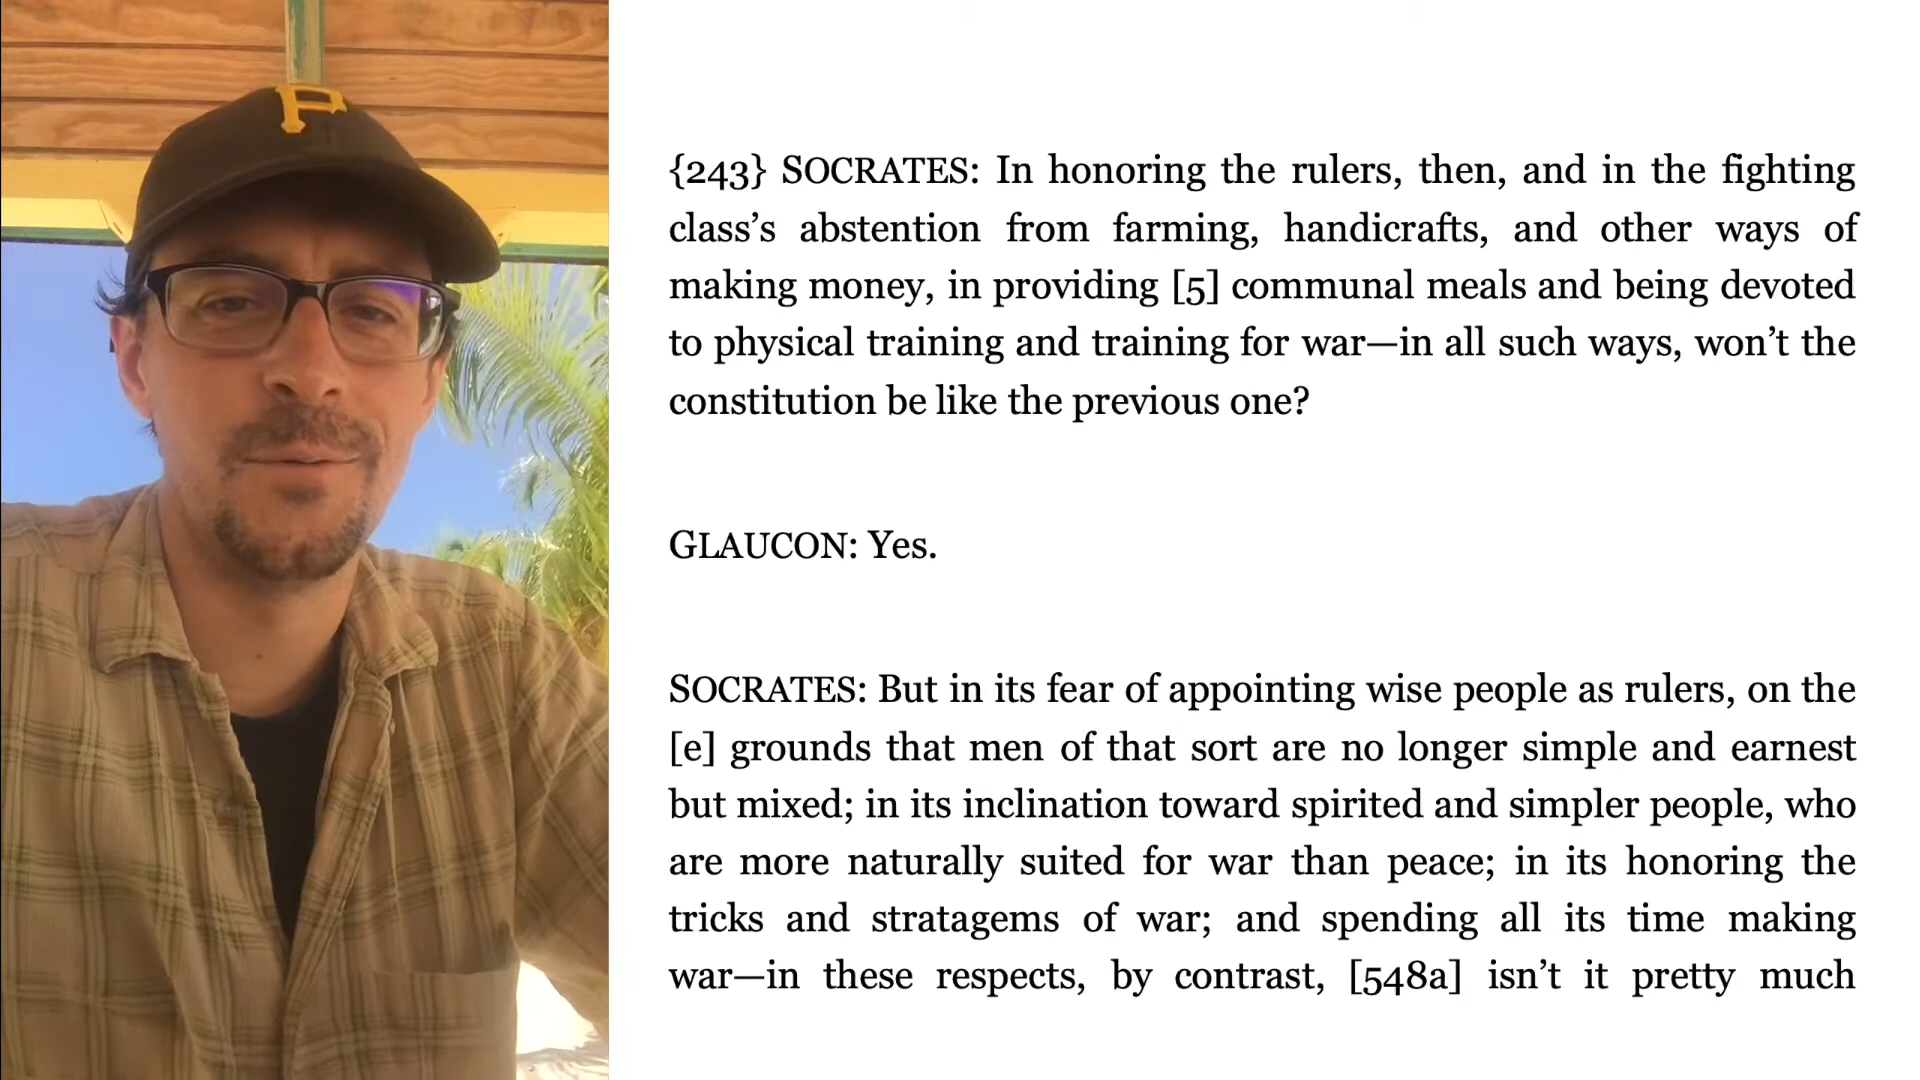 P
{243} SOCRATES: In honoring the rulers, then, and in the fighting
class’s abstention from farming, handicrafts, and other ways of
making money, in providing [5] communal meals and being devoted
to physical training and training for war—in all such ways, won’t the
constitution be like the previous one?
GLAUCON: Yes.
SOCRATES: But in its fear of appointing wise people as rulers, on the
[e] grounds that men of that sort are no longer simple and earnest
but mixed; in its inclination toward spirited and simpler people, who
are more naturally suited for war than peace; in its honoring the
tricks and stratagems of war; and spending all its time making
war—in these respects, by contrast, [548a] isn’t it pretty much